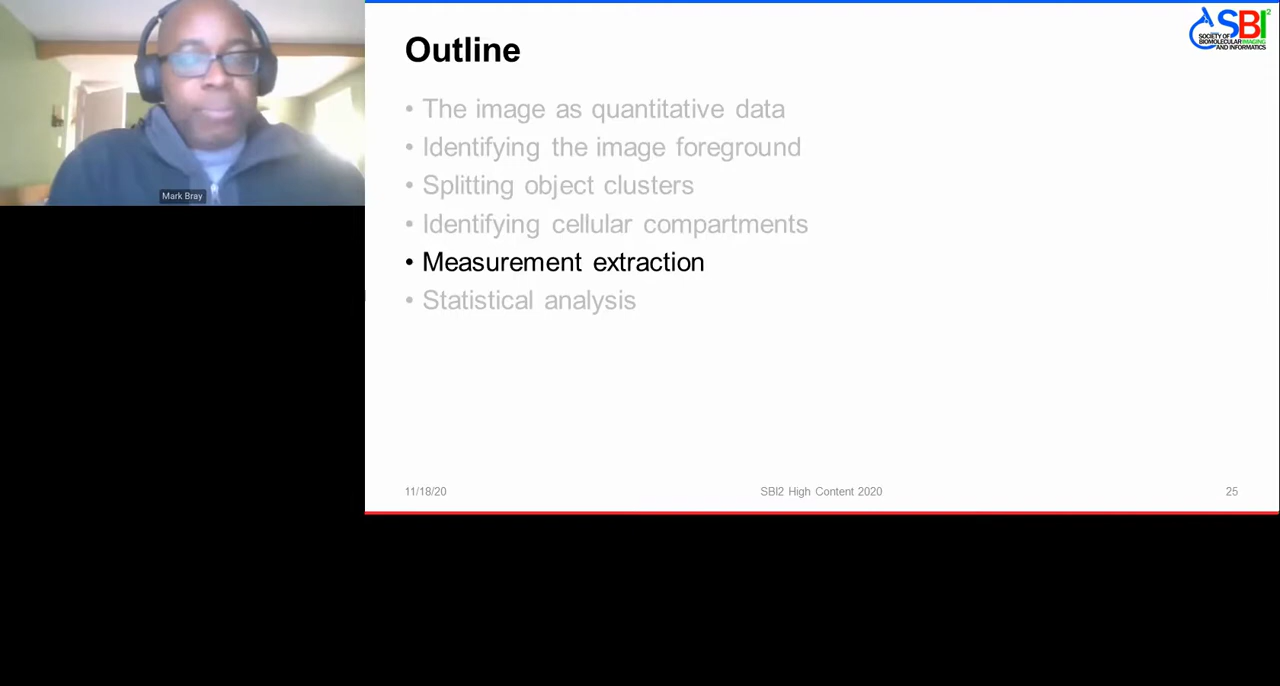 Mark Bray
SBI2
SOCIETY OF
BIOMOLECULAR IMAGING
AND INFORMATICS
Outline
• The image as quantitative data
• Identifying the image foreground
• Splitting object clusters
• Identifying cellular compartments
• Measurement extraction
• Statistical analysis
11/18/20
SBI2 High Content 2020
25